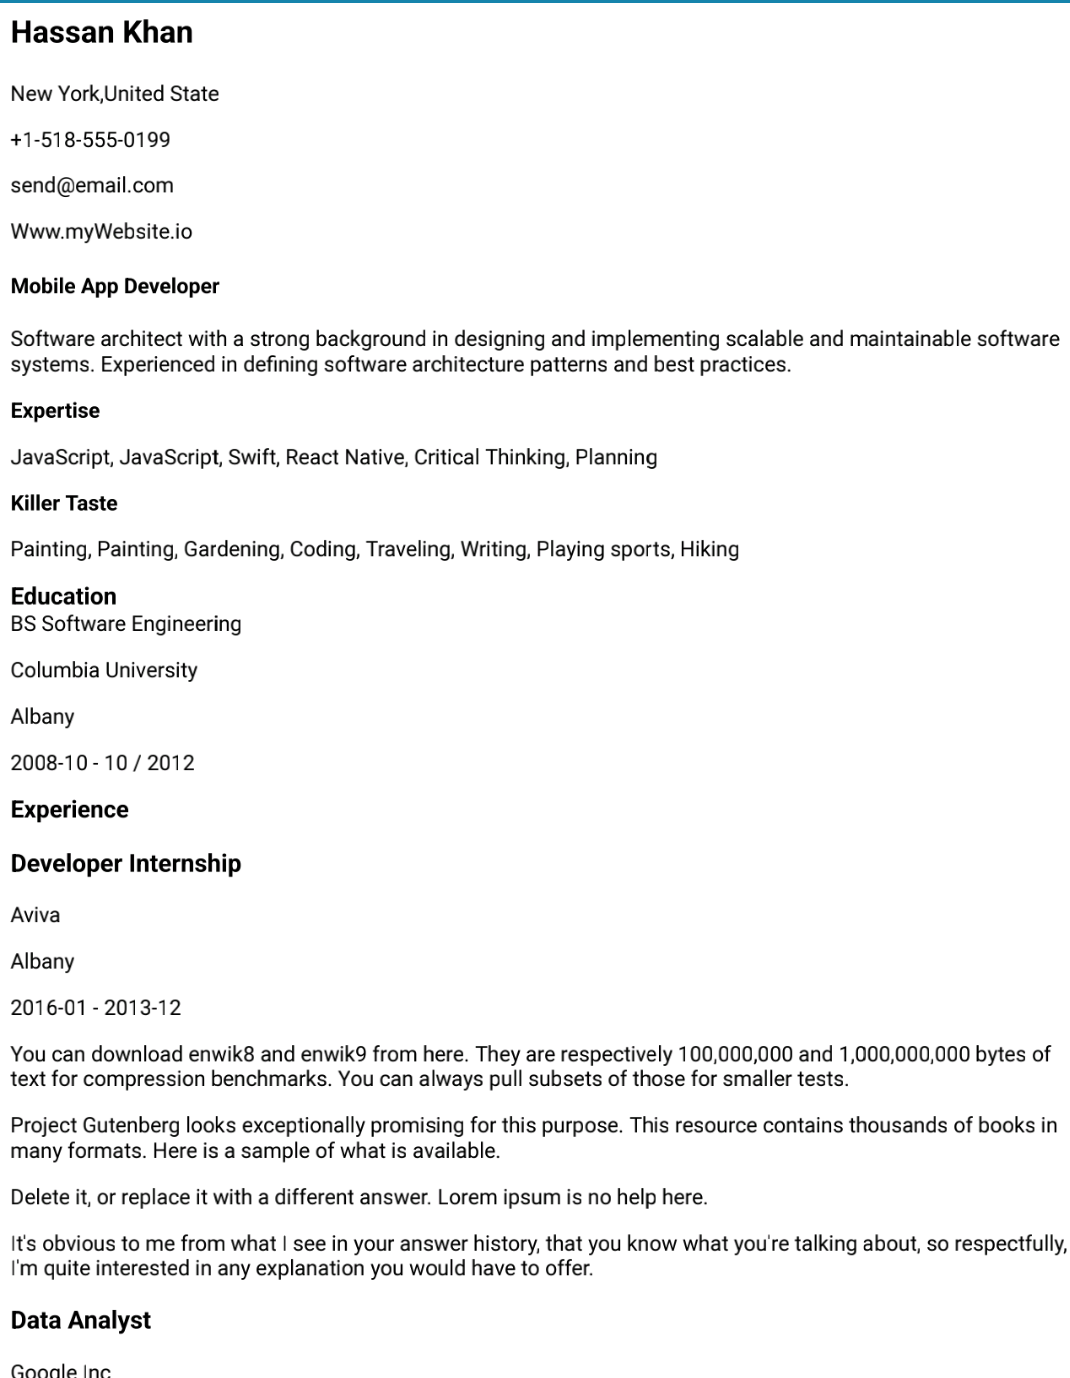 Hassan Khan
New York,United State
+1-518-555-0199
send@email.com
Www.myWebsite.io
Mobile App Developer
Software architect with a strong background in designing and implementing scalable and maintainable software
systems. Experienced in defining software architecture patterns and best practices.
Expertise
JavaScript, JavaScript, Swift, React Native, Critical Thinking, Planning
Killer Taste
Painting, Painting, Gardening, Coding, Traveling, Writing, Playing sports, Hiking
Education
BS Software Engineering
Columbia University
Albany
2008-10 - 10 / 2012
Experience
Developer Internship
Aviva
Albany
2016-01 - 2013-12
You can download enwik8 and enwik9 from here. They are respectively 100,000,000 and 1,000,000,000 bytes of
text for compression benchmarks. You can always pull subsets of those for smaller tests.
Project Gutenberg looks exceptionally promising for this purpose. This resource contains thousands of books in
many formats. Here is a sample of what is available.
Delete it, or replace it with a different answer. Lorem ipsum is no help here.
It's obvious to me from what I see in your answer history, that you know what you're talking about, so respectfully,
I'm quite interested in any explanation you would have to offer.
Data Analyst
Google Inc